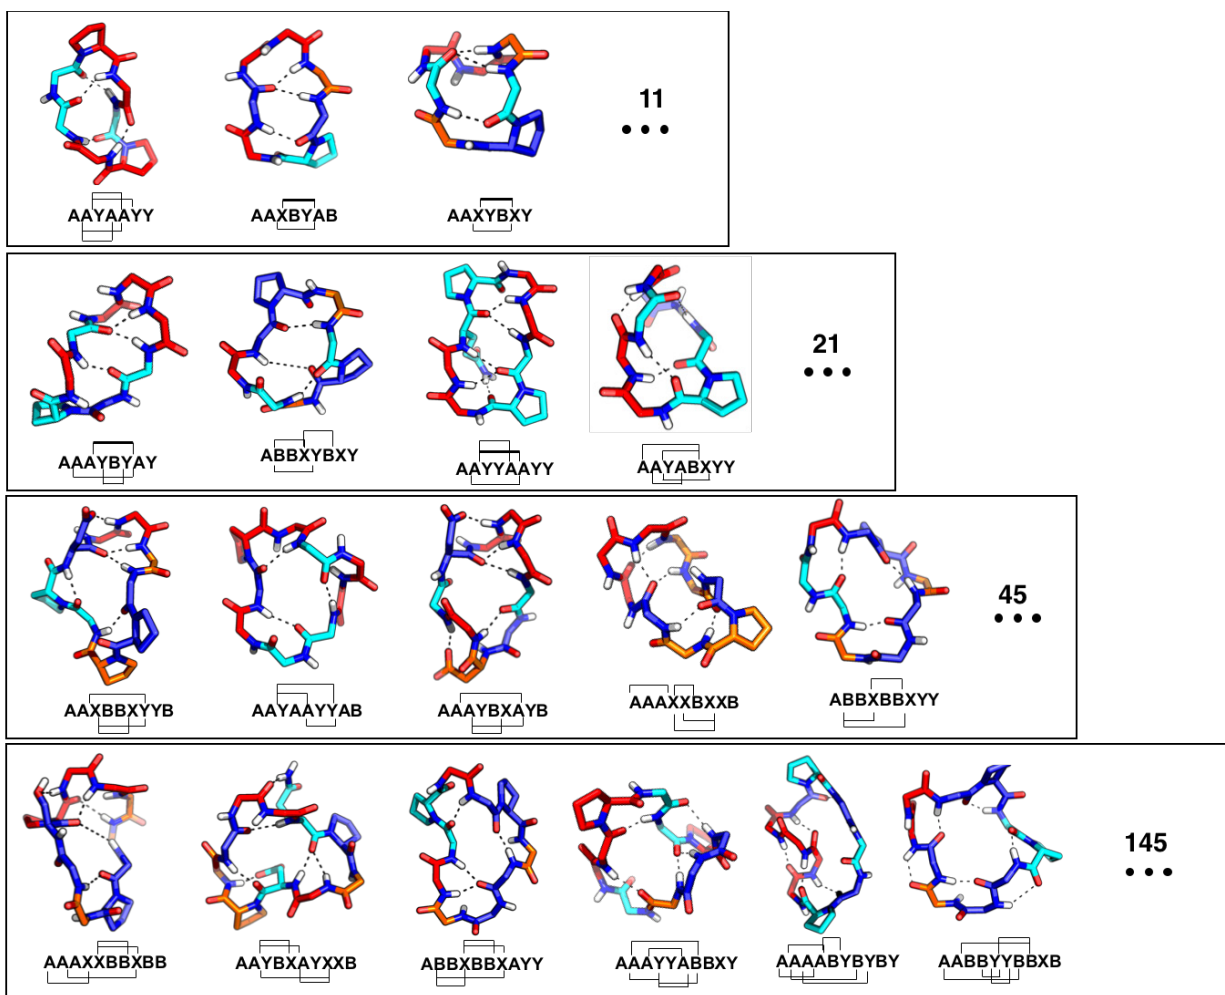 11
• • •
AAYAAYY AAXBYAB AAXYBXY
21
• • •
AAAYBYAY ABBXYBXY AAYYAAYY AAYABXYY
45
• • •
AAXBBXYYB AAYAAYYAB AAAYBXAYB AAAXXBXXB ABBXBBXYY
145
• • •
AAAXXBBXBB AAYBXAYXXB ABBXBBXAYY AAAYYABBXY AAAABYBYBY AABBYYBBXB